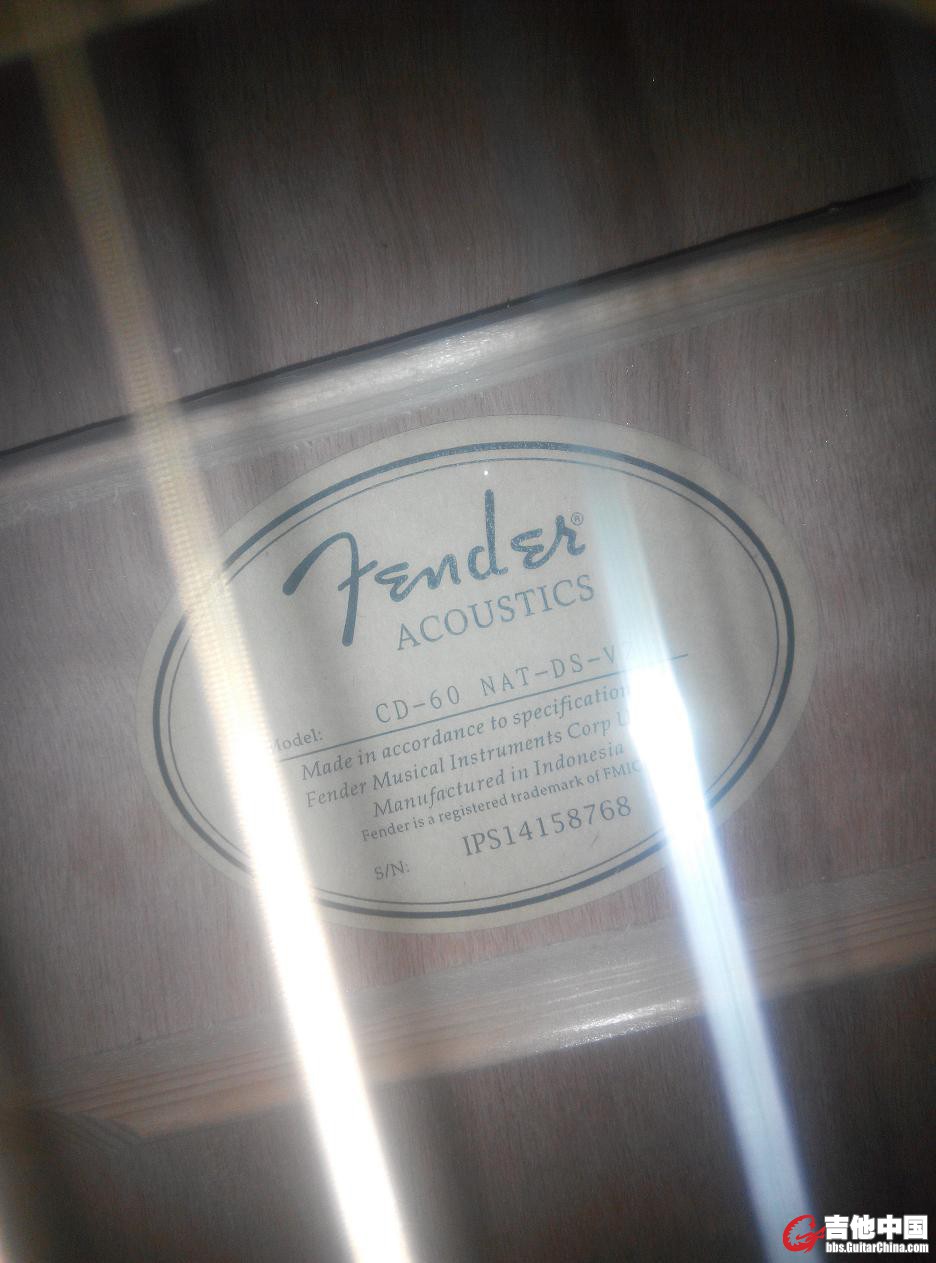 Fender®
ACOUSTICS
Model: CD-60 NAT-DS-V
Made in accordance to specification
Fender Musical Instruments Corp
Manufactured in Indonesia
Fender is a registered trademark of FMIC
S/N: IPS14158768
吉他中国
bbs.GuitarChina.com